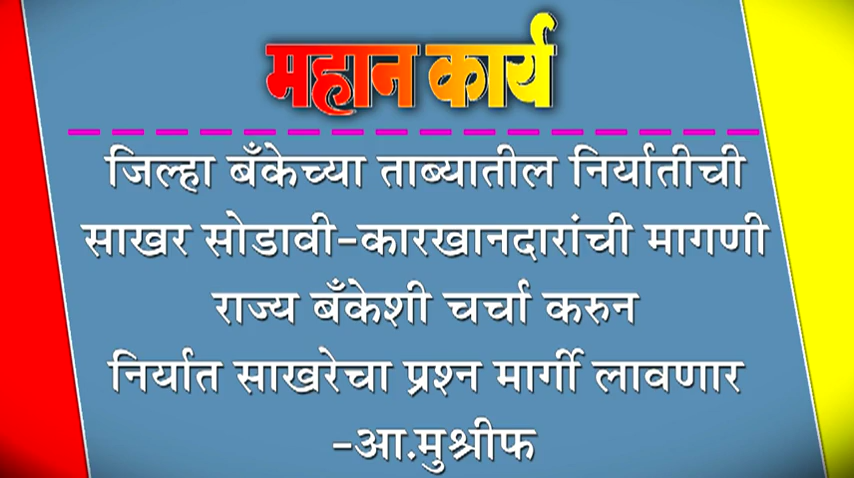 महान कार्य
जिल्हा बँकेच्या ताब्यातील निर्यातीची
साखर सोडावी-कारखानदारांची मागणी
राज्य बँकेशी चर्चा करुन
निर्यात साखरेचा प्रश्न मार्गी लावणार
-आ.मुश्रीफ